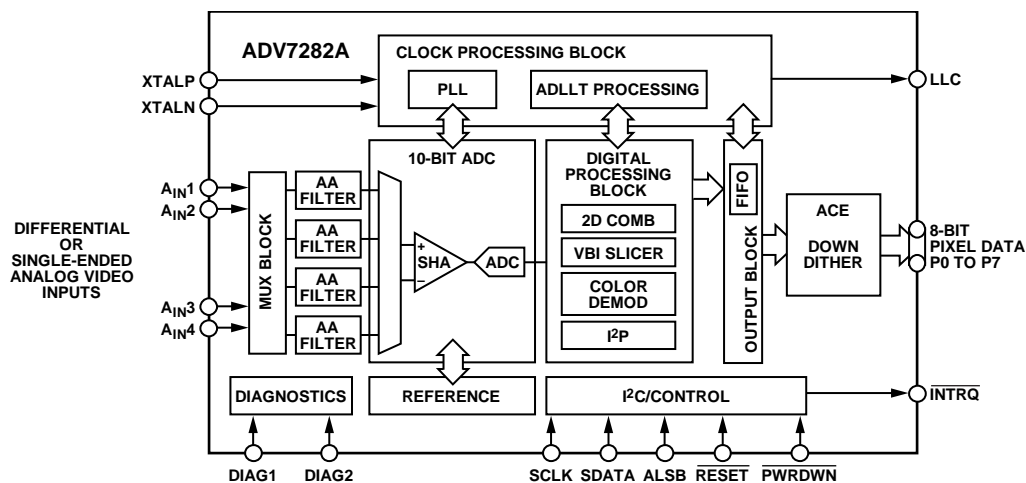 ADV7282A
CLOCK PROCESSING BLOCK
PLL
ADLLT PROCESSING
XTALP
XTALN
LLC
10-BIT ADC
DIGITAL
PROCESSING
BLOCK
2D COMB
VBI SLICER
COLOR
DEMOD
I²P
FIFO
OUTPUT BLOCK
ACE
DOWN
DITHER
8-BIT
PIXEL DATA
P0 TO P7
DIFFERENTIAL
OR
SINGLE-ENDED
ANALOG VIDEO
INPUTS
AIN1
AIN2
AIN3
AIN4
MUX BLOCK
AA
FILTER
AA
FILTER
AA
FILTER
AA
FILTER
+
SHA
–
ADC
DIAGNOSTICS
REFERENCE
I²C/CONTROL
INTRQ
DIAG1
DIAG2
SCLK
SDATA
ALSB
RESET
PWRDWN